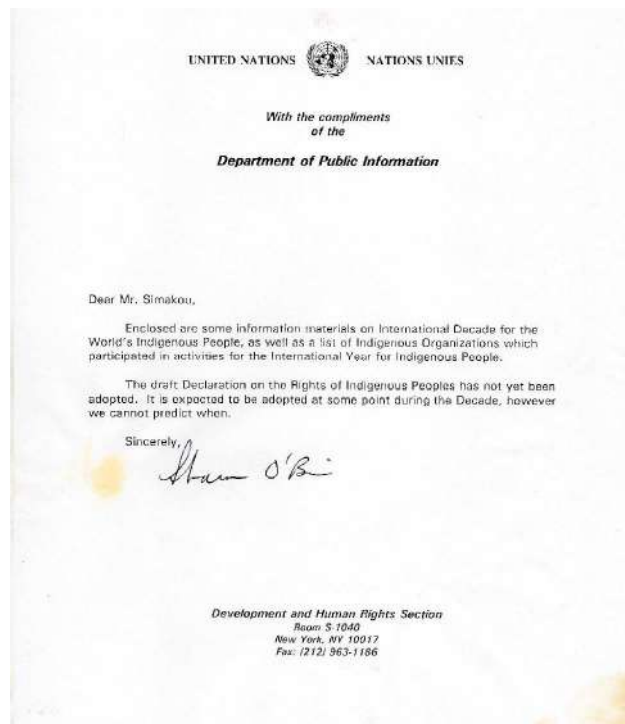 UNITED NATIONS NATIONS UNIES
With the compliments
of the
Department of Public Information
Dear Mr. Simakou,
Enclosed are some information materials on International Decade for the
World's Indigenous People, as well as a list of Indigenous Organizations which
participated in activities for the International Year for Indigenous People.
The draft Declaration on the Rights of Indigenous Peoples has not yet been
adopted. It is expected to be adopted at some point during the Decade, however
we cannot predict when.
Sincerely,
Development and Human Rights Section
Room S-1040
New York, NY 10017
Fax: (212) 963-1186